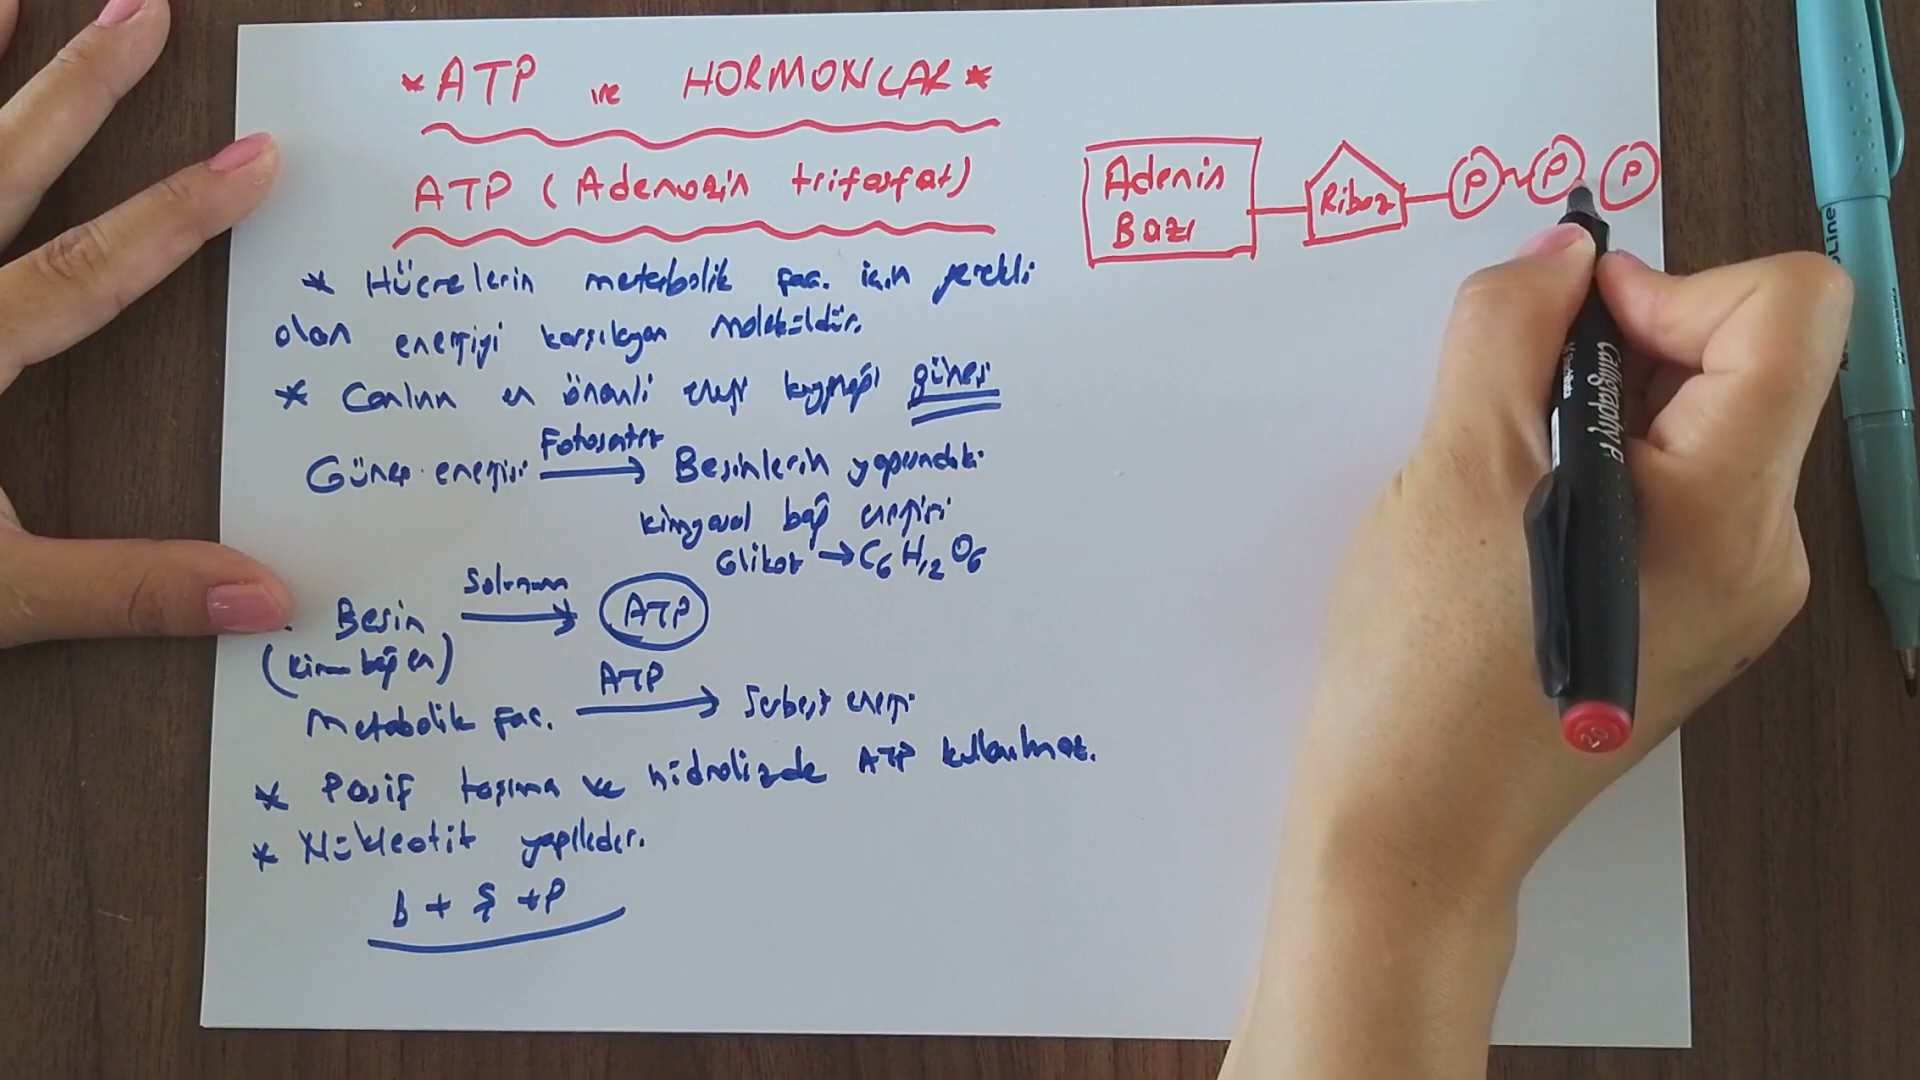 *ATP ve HORMONLAR*
ATP (Adenozin trifosfat)
* Hücrelerin metabolik faa. için gerekli
olan enerjiyi karşılayan moleküldür.
* Canlının en önemli enerji kaynağı güneş
Güneş enerjisi Fotosentez → Besinlerin yapısındaki
kimyasal bağ enerjisi
Glikoz → C6H12O6
Besin Solunum → ATP
(kim bağ en)
Metabolik Faa. ATP → Serbest enerji
* Pasif taşıma ve hidrolizde ATP kullanılmaz.
* Nükleotit yapılıdır.
b + ş + P
Adenin
Bazı
Riboz
P ~ P P